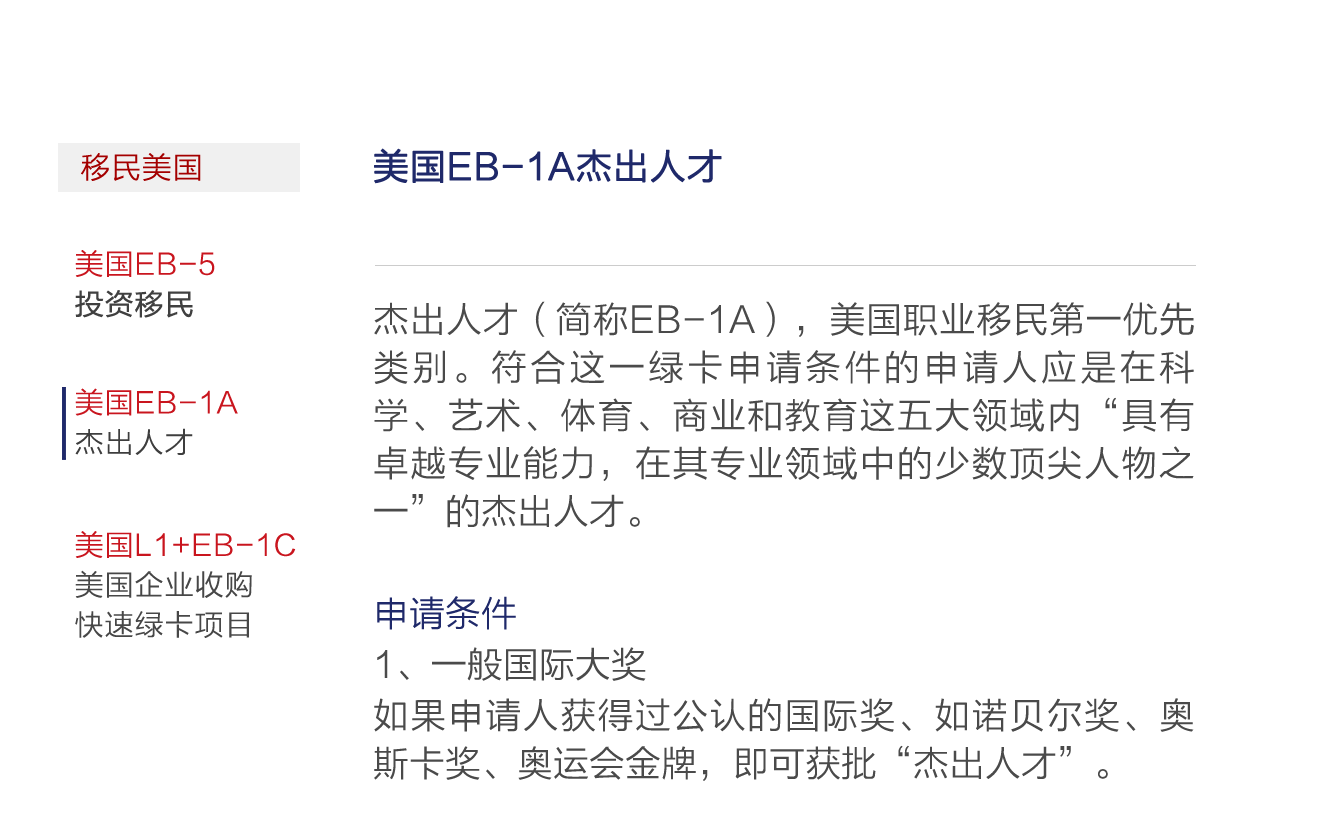 移民美国
美国EB-5
投资移民
美国EB-1A
杰出人才
美国L1+EB-1C
美国企业收购
快速绿卡项目
美国EB-1A杰出人才
杰出人才（简称EB-1A），美国职业移民第一优先
类别。符合这一绿卡申请条件的申请人应是在科
学、艺术、体育、商业和教育这五大领域内“具有
卓越专业能力，在其专业领域中的少数顶尖人物之
一”的杰出人才。
申请条件
1、一般国际大奖
如果申请人获得过公认的国际奖、如诺贝尔奖、奥
斯卡奖、奥运会金牌，即可获批“杰出人才”。